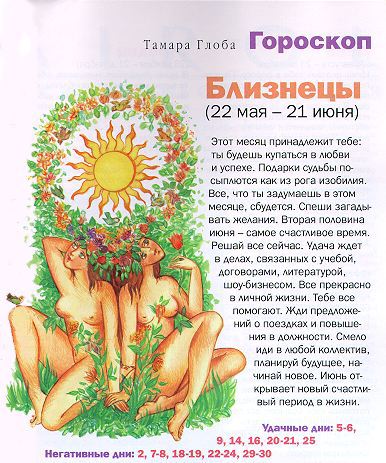 Тамара Глоба Гороскоп
Близнецы
(22 мая – 21 июня)
Этот месяц принадлежит тебе:
ты будешь купаться в любви
и успехе. Подарки судьбы по-
сыплются как из рога изобилия.
Все, что ты задумаешь в этом
месяце, сбудется. Спеши загады-
вать желания. Вторая половина
июня – самое счастливое время.
Решай все сейчас. Удача ждет
в делах, связанных с учебой,
договорами, литературой,
шоу-бизнесом. Все прекрасно
в личной жизни. Тебе все
помогают. Жди предложе-
ний о поездках и повыше-
ния в должности. Смело
иди в любой коллектив,
планируй будущее, на-
чинай новое. Июнь от-
крывает новый счастли-
вый период в жизни.
Удачные дни: 5-6,
9, 14, 16, 20-21, 25
Негативные дни: 2, 7-8, 18-19, 22-24, 29-30